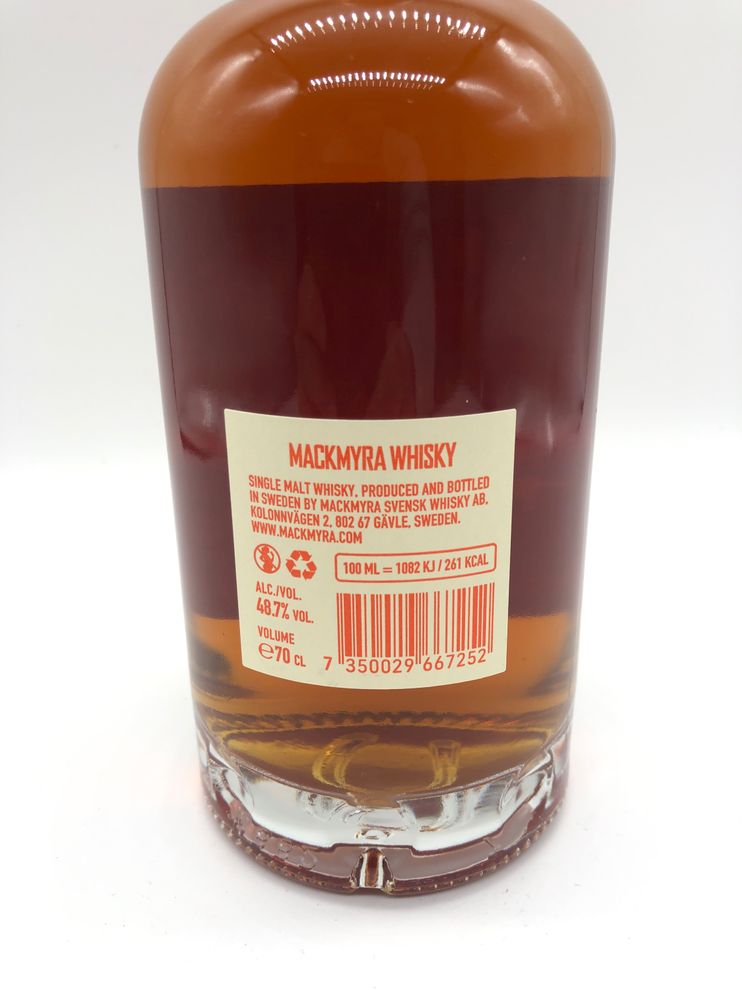 MACKMYRA WHISKY
SINGLE MALT WHISKY. PRODUCED AND BOTTLED
IN SWEDEN BY MACKMYRA SVENSK WHISKY AB.
KOLONNVÄGEN 2, 802 67 GÄVLE, SWEDEN.
WWW.MACKMYRA.COM
100 ML = 1082 KJ / 261 KCAL
ALC./VOL.
48.7% VOL.
VOLUME
℮70 CL
7 350029 667252